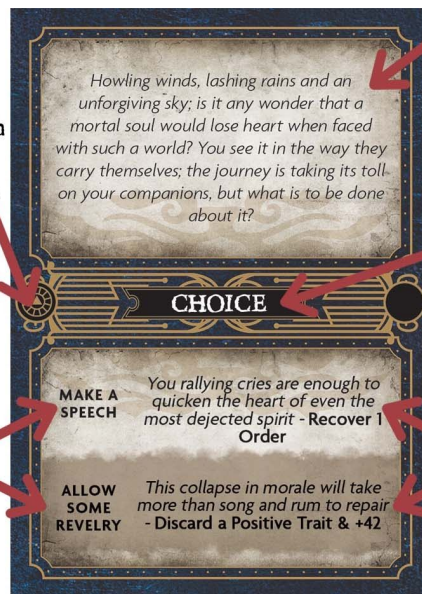 n
Howling winds, lashing rains and an
unforgiving sky; is it any wonder that a
mortal soul would lose heart when faced
with such a world? You see it in the way they
carry themselves; the journey is taking its toll
on your companions, but what is to be done
about it?
CHOICE
MAKE A
SPEECH
You rallying cries are enough to
quicken the heart of even the
most dejected spirit - Recover 1
Order
ALLOW
SOME
REVELRY
This collapse in morale will take
more than song and rum to repair
- Discard a Positive Trait & +42